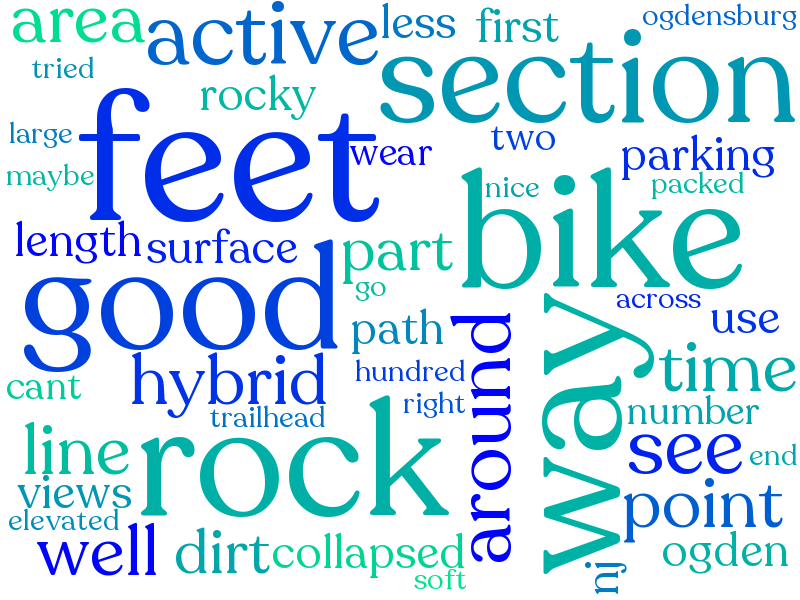 area
active
less
first
ogdensburg
tried
rocky
section
large
feet
wear
two
parking
maybe
nice
packed
bike
length
surface
part
go
across
good
path
around
way
use
hybrid
hundred
time
cant
trailhead
right
number
line
rock
see
end
views
elevated
point
well
dirt
collapsed
soft
ogden
nj